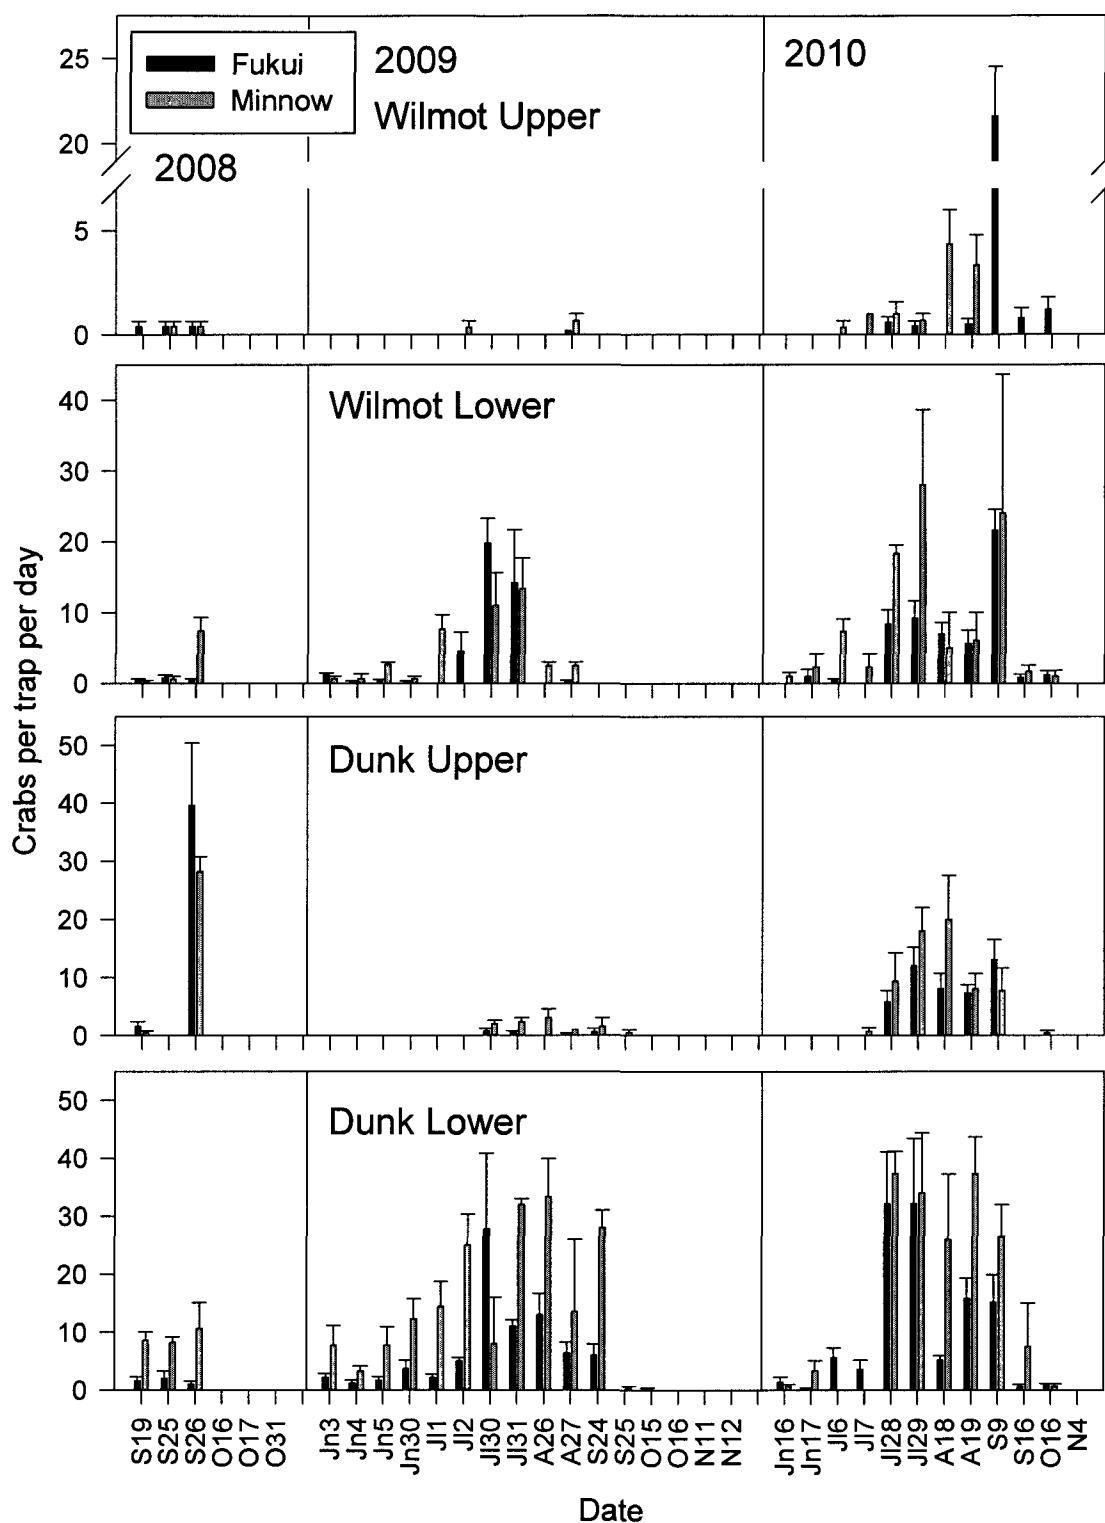 25
20
5
0
Fukui
Minnow
2008
2009
Wilmot Upper
2010
Crabs per trap per day
40
30
20
10
0
Wilmot Lower
50
40
30
20
10
0
Dunk Upper
50
40
30
20
10
0
Dunk Lower
S19
S25
S26
O16
O17
O31
Jn3
Jn4
Jn5
Jn30
Jl1
Jl2
Jl30
Jl31
A26
A27
S24
S25
O15
O16
N11
N12
Jn16
Jn17
Jl6
Jl7
Jl28
Jl29
A18
A19
S9
S16
O16
N4
Date